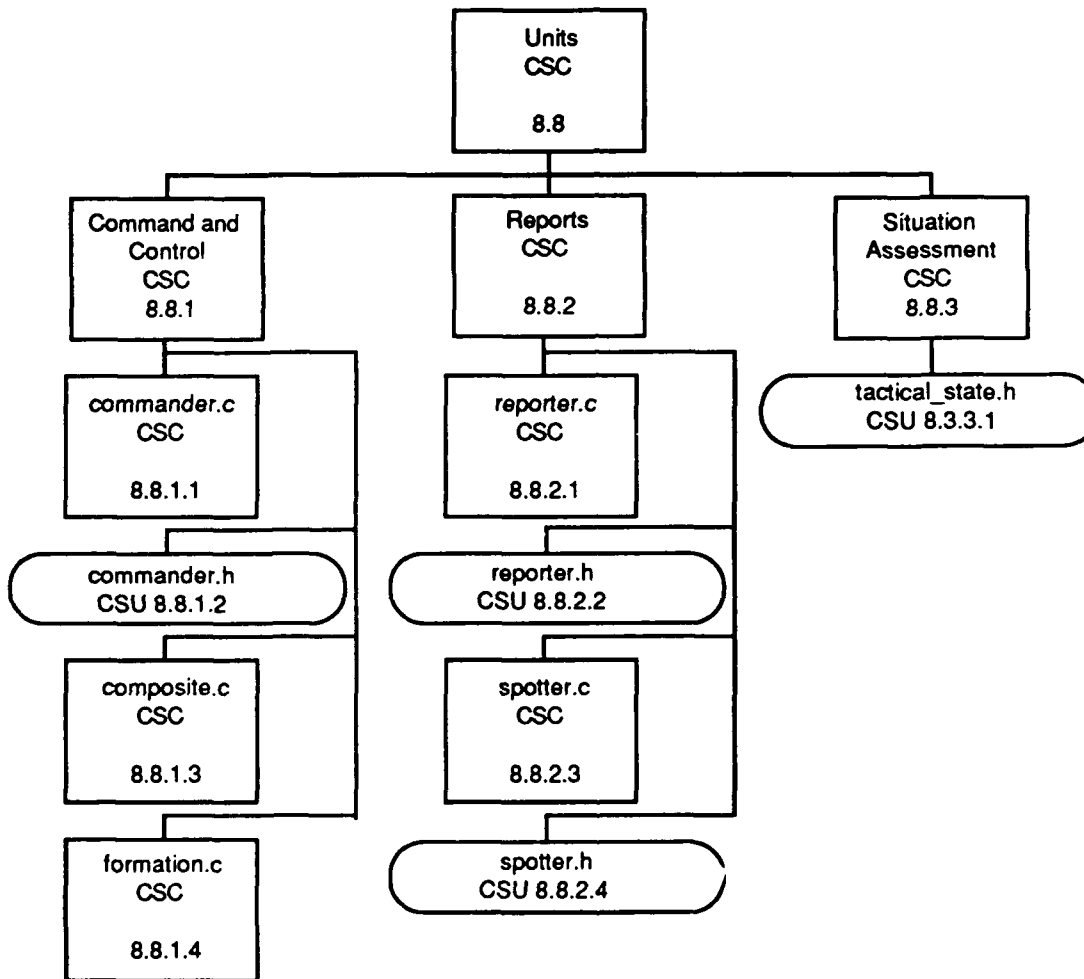 Units
CSC
8.8
Command and
Control
CSC
8.8.1
Reports
CSC
8.8.2
Situation
Assessment
CSC
8.8.3
commander.c
CSC
8.8.1.1
reporter.c
CSC
8.8.2.1
tactical_state.h
CSU 8.3.3.1
commander.h
CSU 8.8.1.2
reporter.h
CSU 8.8.2.2
composite.c
CSC
8.8.1.3
spotter.c
CSC
8.8.2.3
formation.c
CSC
8.8.1.4
spotter.h
CSU 8.8.2.4